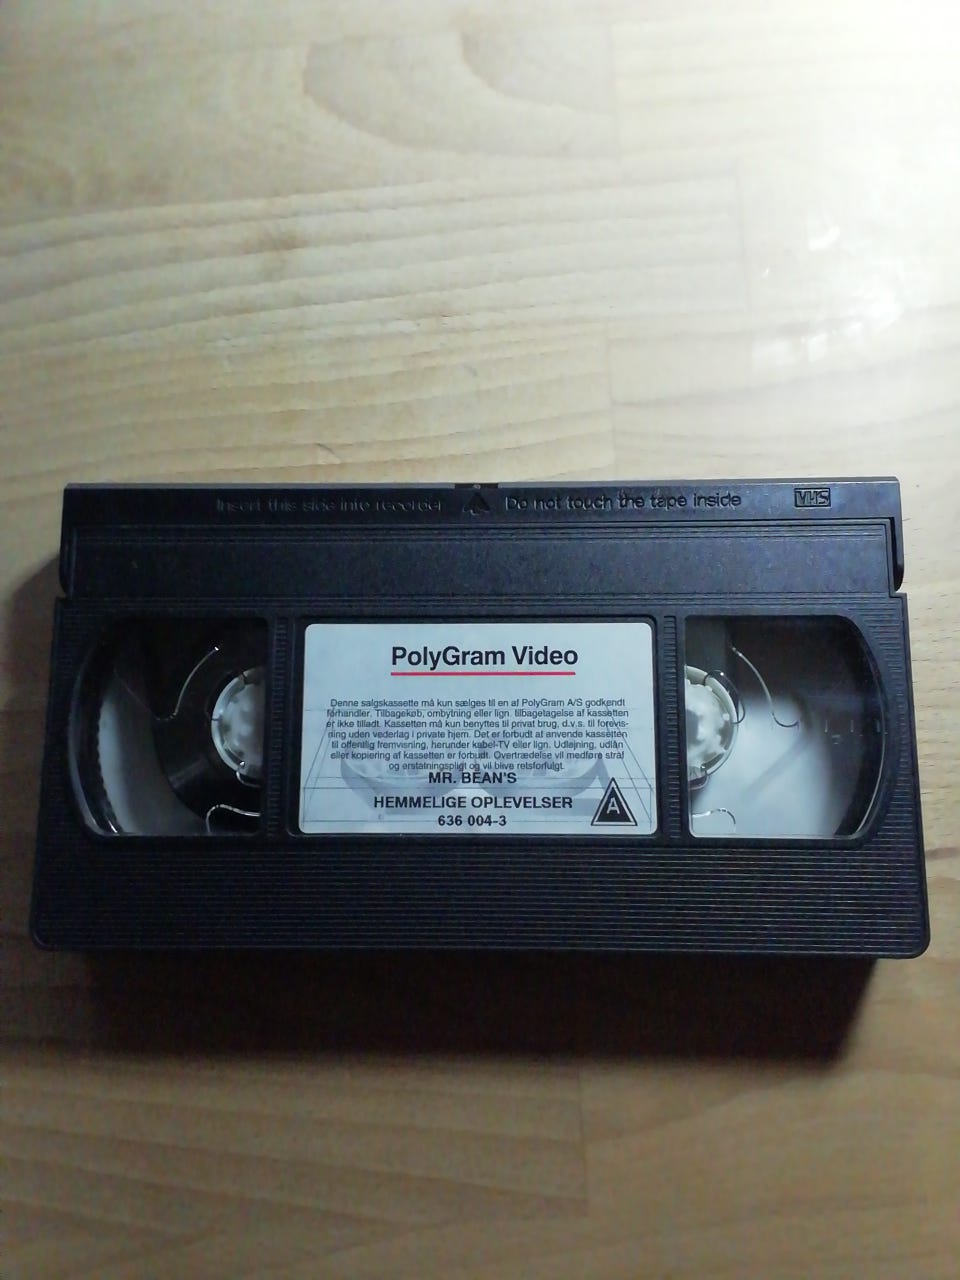 Insert this side into recorder Do not touch the tape inside VHS
PolyGram Video
Denne salgskassette må kun sælges til en af PolyGram A/S godkendt
forhandler. Tilbagekøb, ombytning eller lign. tilbagetagelse af kassetten
er ikke tilladt. Kassetten må kun benyttes til privat brug, d.v.s. til forevis-
ning uden vederlag i private hjem. Det er forbudt at anvende kassetten
til offentlig fremvisning, herunder kabel-TV eller lign. Udlejning, udlån
eller kopiering af kassetten er forbudt. Overtrædelse vil medføre straf
og erstatningspligt og vil blive retsforfulgt.
MR. BEAN'S
HEMMELIGE OPLEVELSER
636 004-3
A